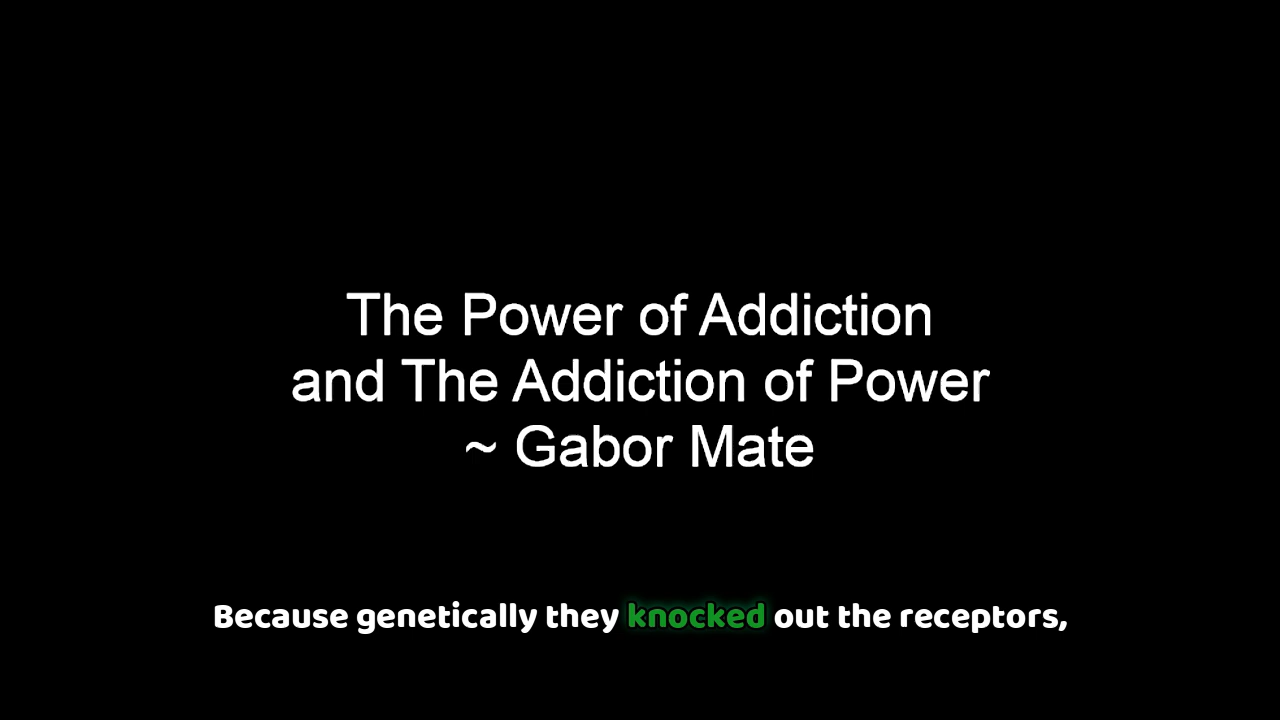 The Power of Addiction
and The Addiction of Power
~ Gabor Mate
Because genetically they knocked out the receptors,